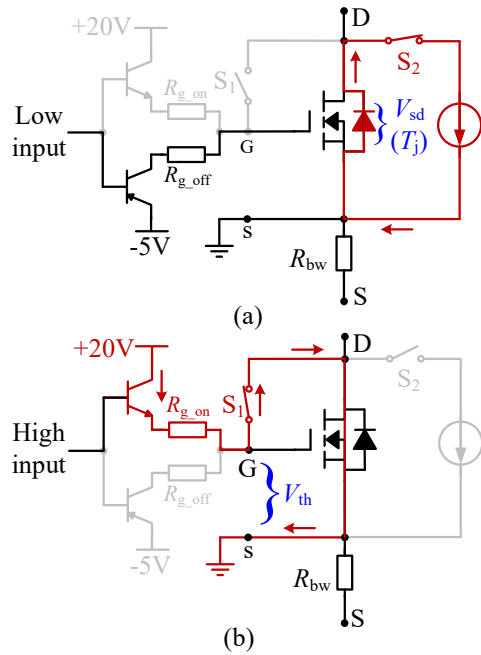 D
+20V
S1
S2
Rg_on
Vsd
(Tj)
Low
input
G
Rg_off
s
-5V
Rbw
S
(a)
D
+20V
S2
Rg_on
S1
High
input
G
Rg_off
Vth
s
-5V
Rbw
S
(b)